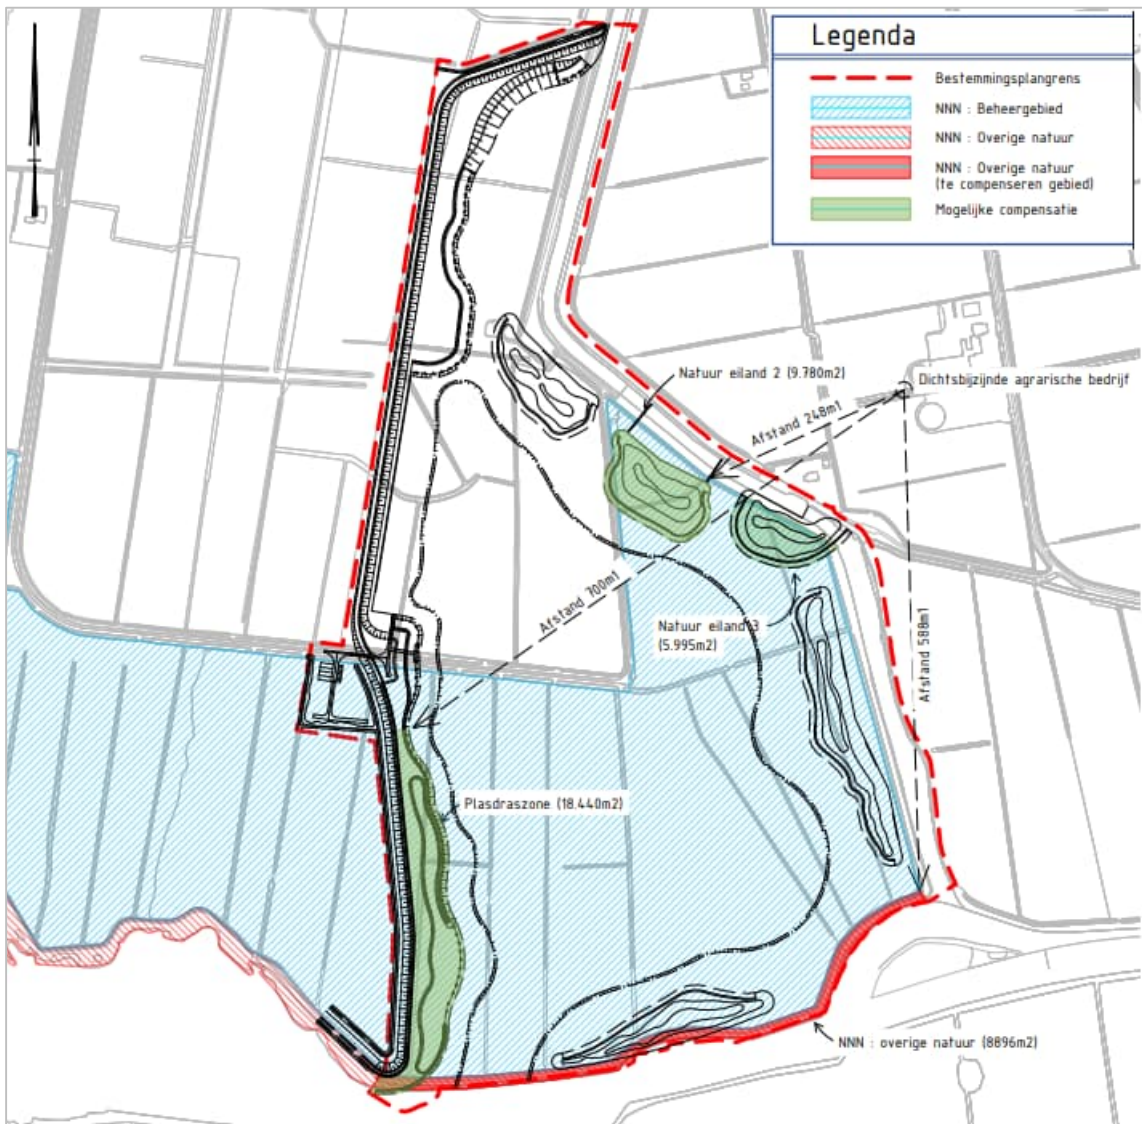 Legenda
Bestemmingsplangrens
NNN : Beheergebied
NNN : Overige natuur
NNN : Overige natuur
(te compenseren gebied)
Mogelijke compensatie
Natuur eiland 2 (9.780m2)
Dichtsbijzijnde agrarische bedrijf
Afstand 248m1
Afstand 700m1
Natuur eiland 3
(5.995m2)
Afstand 588m1
Plasdraszone (18.440m2)
NNN : overige natuur (8896m2)